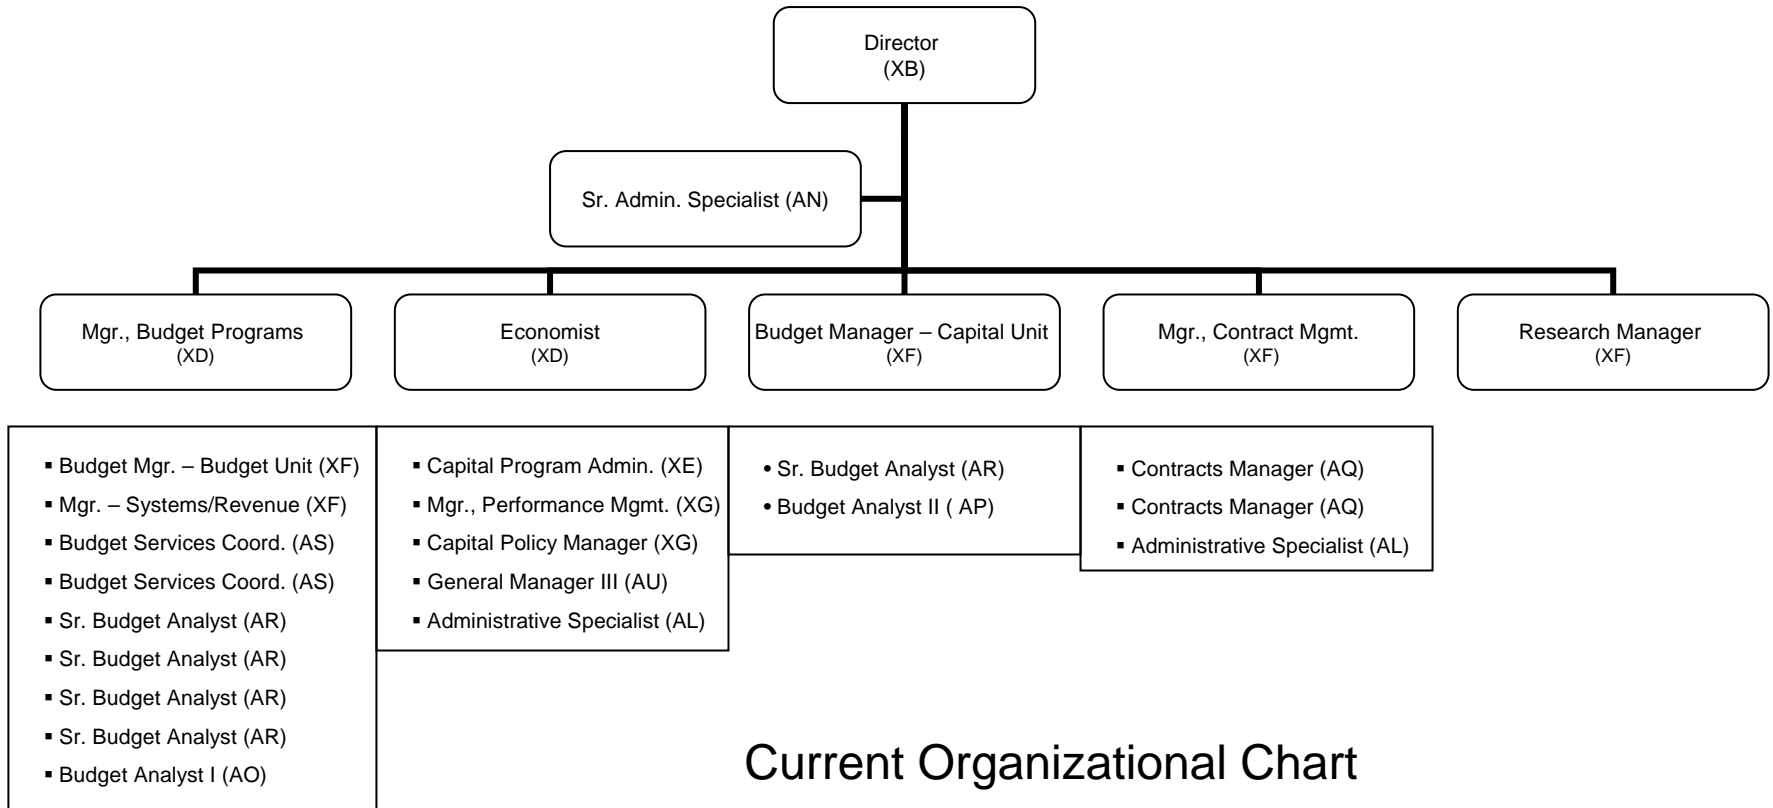 Director
(XB)
Sr. Admin. Specialist (AN)
Mgr., Budget Programs
(XD)
Economist
(XD)
Budget Manager – Capital Unit
(XF)
Mgr., Contract Mgmt.
(XF)
Research Manager
(XF)
▪ Budget Mgr. – Budget Unit (XF)
▪ Mgr. – Systems/Revenue (XF)
▪ Budget Services Coord. (AS)
▪ Budget Services Coord. (AS)
▪ Sr. Budget Analyst (AR)
▪ Sr. Budget Analyst (AR)
▪ Sr. Budget Analyst (AR)
▪ Sr. Budget Analyst (AR)
▪ Budget Analyst I (AO)
▪ Capital Program Admin. (XE)
▪ Mgr., Performance Mgmt. (XG)
▪ Capital Policy Manager (XG)
▪ General Manager III (AU)
▪ Administrative Specialist (AL)
• Sr. Budget Analyst (AR)
• Budget Analyst II ( AP)
▪ Contracts Manager (AQ)
▪ Contracts Manager (AQ)
▪ Administrative Specialist (AL)
Current Organizational Chart